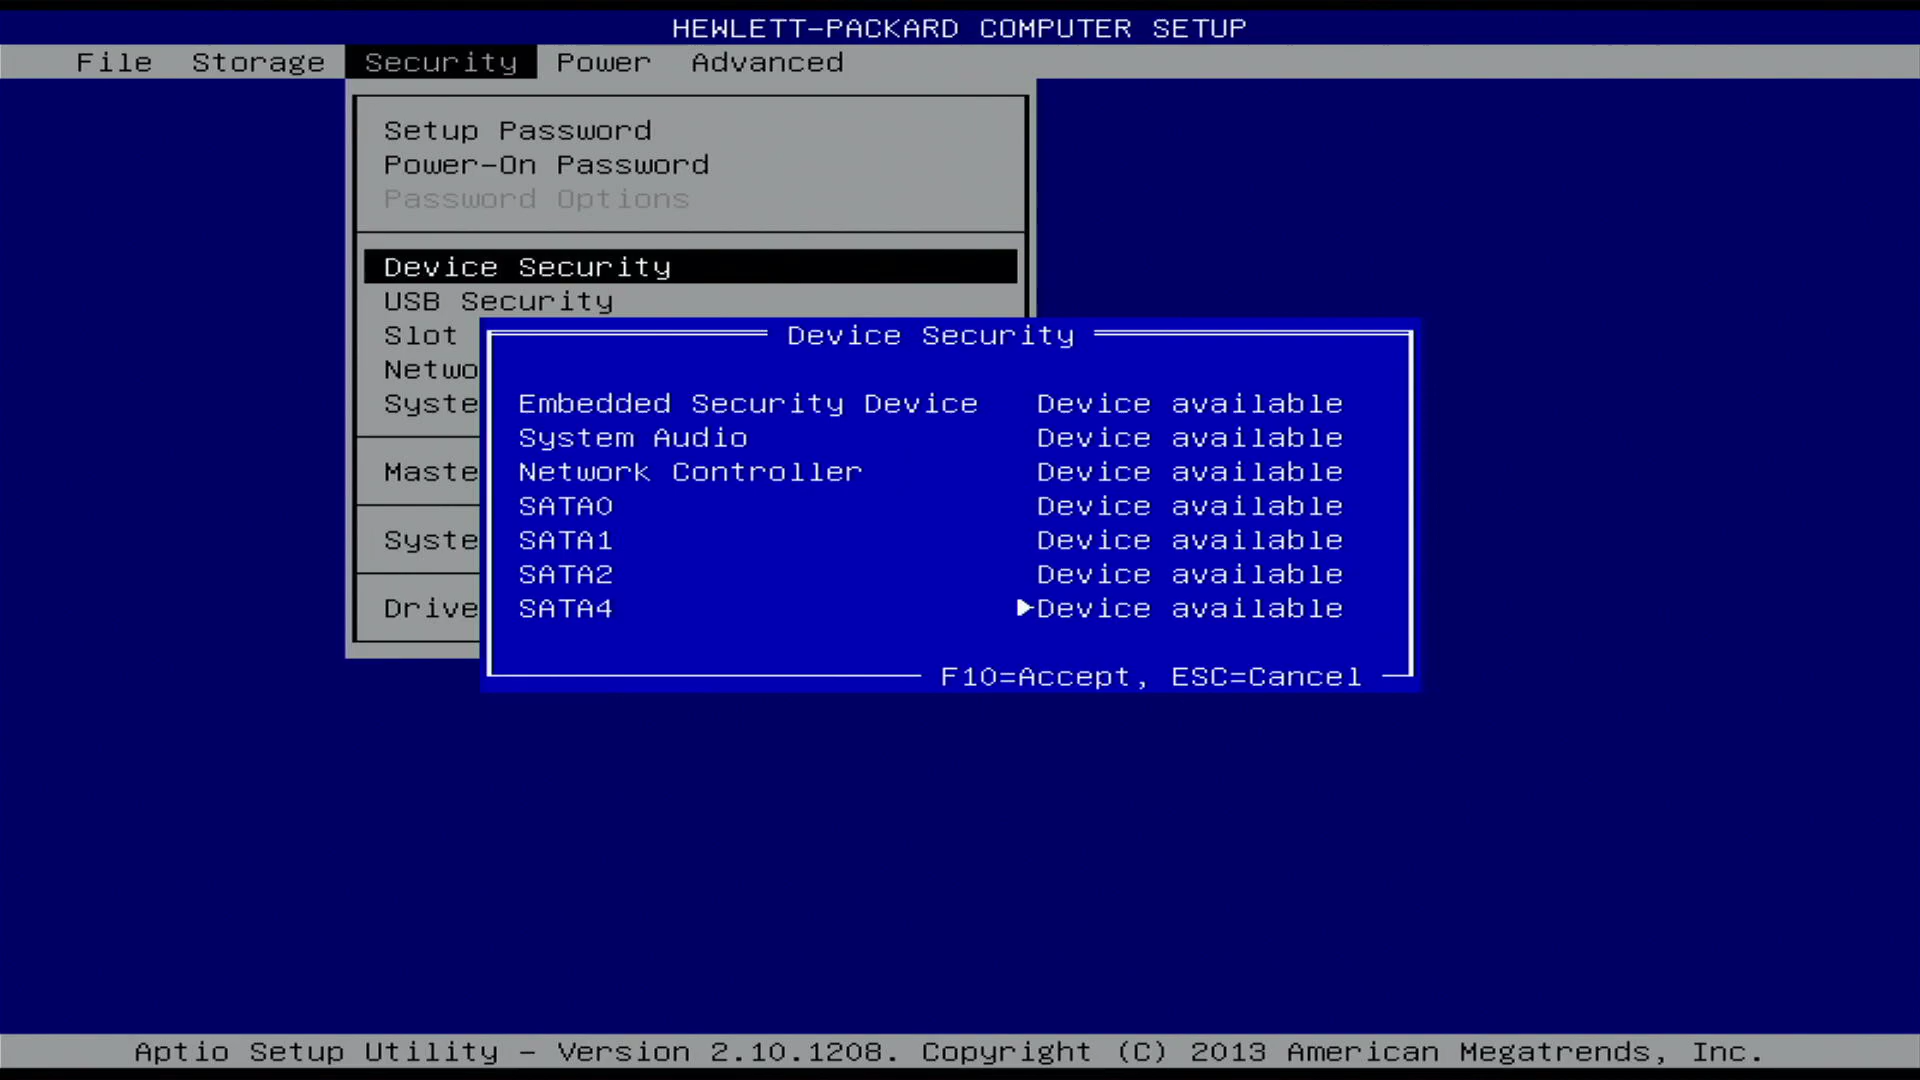 HEWLETT-PACKARD COMPUTER SETUP
File Storage Security Power Advanced
Setup Password
Power-On Password
Password Options
Device Security
USB Security
Slot
Netwo
Syste
Maste
Syste
Drive
Device Security
Embedded Security Device Device available
System Audio Device available
Network Controller Device available
SATA0 Device available
SATA1 Device available
SATA2 Device available
SATA4 ▶Device available
F10=Accept, ESC=Cancel
Aptio Setup Utility - Version 2.10.1208. Copyright (C) 2013 American Megatrends, Inc.